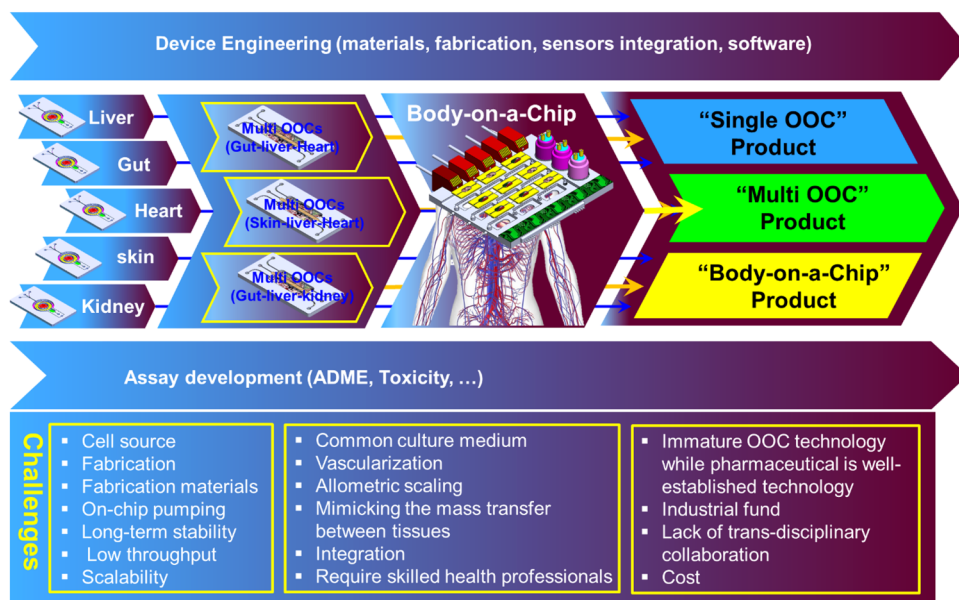 Device Engineering (materials, fabrication, sensors integration, software)
Liver
Gut
Heart
skin
Kidney
Multi OOCs
(Gut-liver-Heart)
Multi OOCs
(Skin-liver-Heart)
Multi OOCs
(Gut-liver-kidney)
Body-on-a-Chip
“Single OOC”
Product
“Multi OOC”
Product
“Body-on-a-Chip”
Product
Assay development (ADME, Toxicity, …)
Challenges
▪ Cell source
▪ Fabrication
▪ Fabrication materials
▪ On-chip pumping
▪ Long-term stability
▪ Low throughput
▪ Scalability
▪ Common culture medium
▪ Vascularization
▪ Allometric scaling
▪ Mimicking the mass transfer
between tissues
▪ Integration
▪ Require skilled health professionals
▪ Immature OOC technology
while pharmaceutical is well-
established technology
▪ Industrial fund
▪ Lack of trans-disciplinary
collaboration
▪ Cost